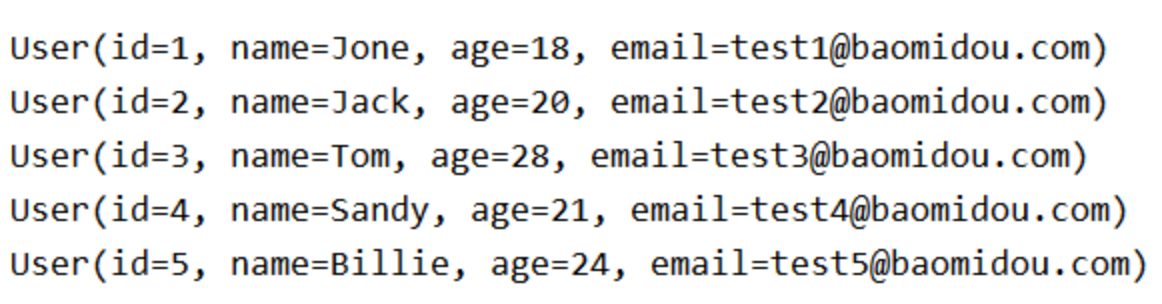 User(id=1, name=Jone, age=18, email=test1@baomidou.com)
User(id=2, name=Jack, age=20, email=test2@baomidou.com)
User(id=3, name=Tom, age=28, email=test3@baomidou.com)
User(id=4, name=Sandy, age=21, email=test4@baomidou.com)
User(id=5, name=Billie, age=24, email=test5@baomidou.com)